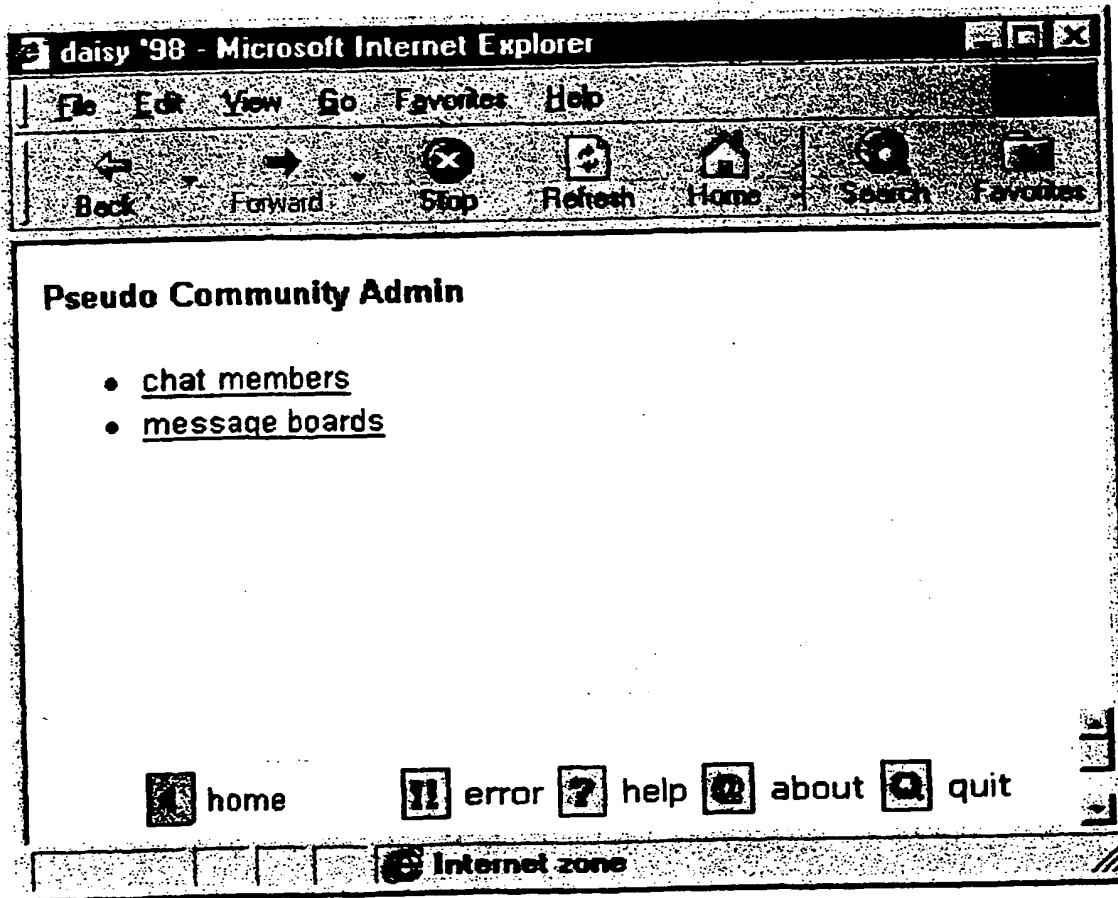 daisy '98 - Microsoft Internet Explorer
File Edit View Go Favorites Help
Back Forward Stop Refresh Home Search Favorites
Pseudo Community Admin
• chat members
• message boards
home !! error ? help @ about Q quit
Internet zone